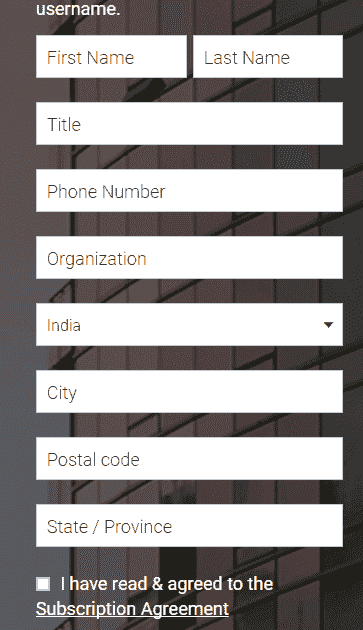 username.
First Name Last Name
Title
Phone Number
Organization
India
City
Postal code
State / Province
I have read & agreed to the
Subscription Agreement